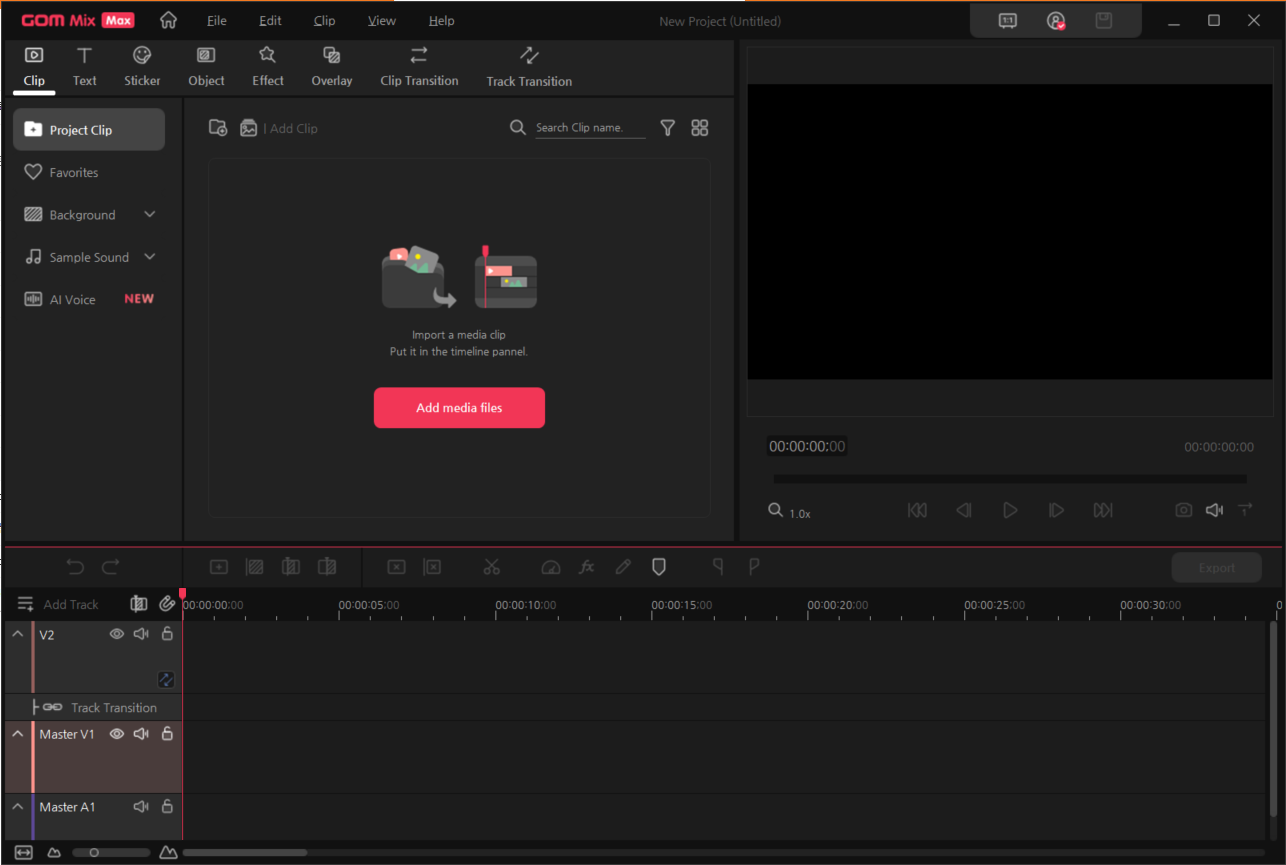 GOM Mix Max
File Edit Clip View Help
New Project (Untitled)
1:1
Clip Text Sticker Object Effect Overlay Clip Transition Track Transition
Project Clip
Favorites
Background
Sample Sound
AI Voice NEW
| Add Clip
Search Clip name.
Import a media clip
Put it in the timeline pannel.
Add media files
00:00:00:00
00:00:00:00
1.0x
fx
Export
Add Track
00:00:00:00 00:00:05:00 00:00:10:00 00:00:15:00 00:00:20:00 00:00:25:00 00:00:30:00 0
V2
Track Transition
Master V1
Master A1